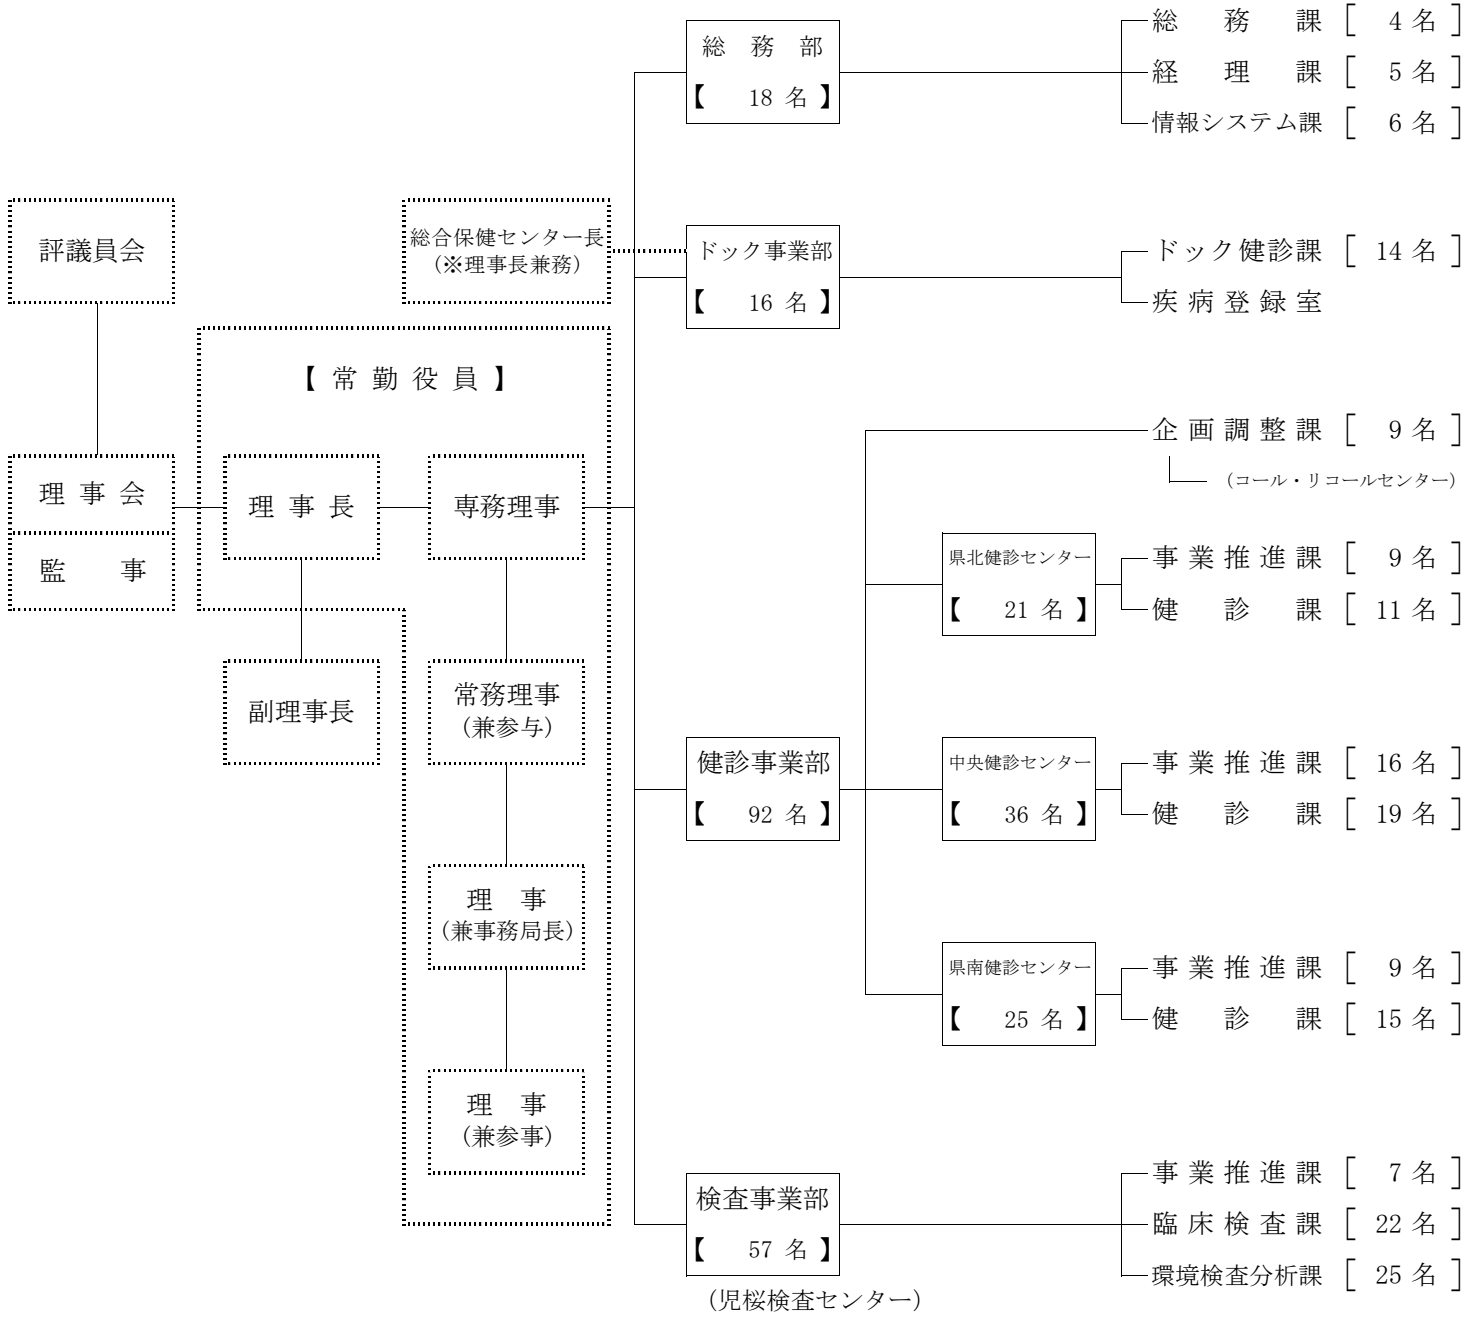 評議員会
理事会
監事
【常勤役員】
理事長
副理事長
総合保健センター長
(※理事長兼務)
専務理事
常務理事
(兼参与)
理事
(兼事務局長)
理事
(兼参事)
総務部
【 18 名 】
総務課 [ 4 名 ]
経理課 [ 5 名 ]
情報システム課 [ 6 名 ]
ドック事業部
【 16 名 】
ドック健診課 [ 14 名 ]
疾病登録室
健診事業部
【 92 名 】
企画調整課 [ 9 名 ]
(コール・リコールセンター)
県北健診センター
【 21 名 】
事業推進課 [ 9 名 ]
健診課 [ 11 名 ]
中央健診センター
【 36 名 】
事業推進課 [ 16 名 ]
健診課 [ 19 名 ]
県南健診センター
【 25 名 】
事業推進課 [ 9 名 ]
健診課 [ 15 名 ]
検査事業部
【 57 名 】
(児桜検査センター)
事業推進課 [ 7 名 ]
臨床検査課 [ 22 名 ]
環境検査分析課 [ 25 名 ]